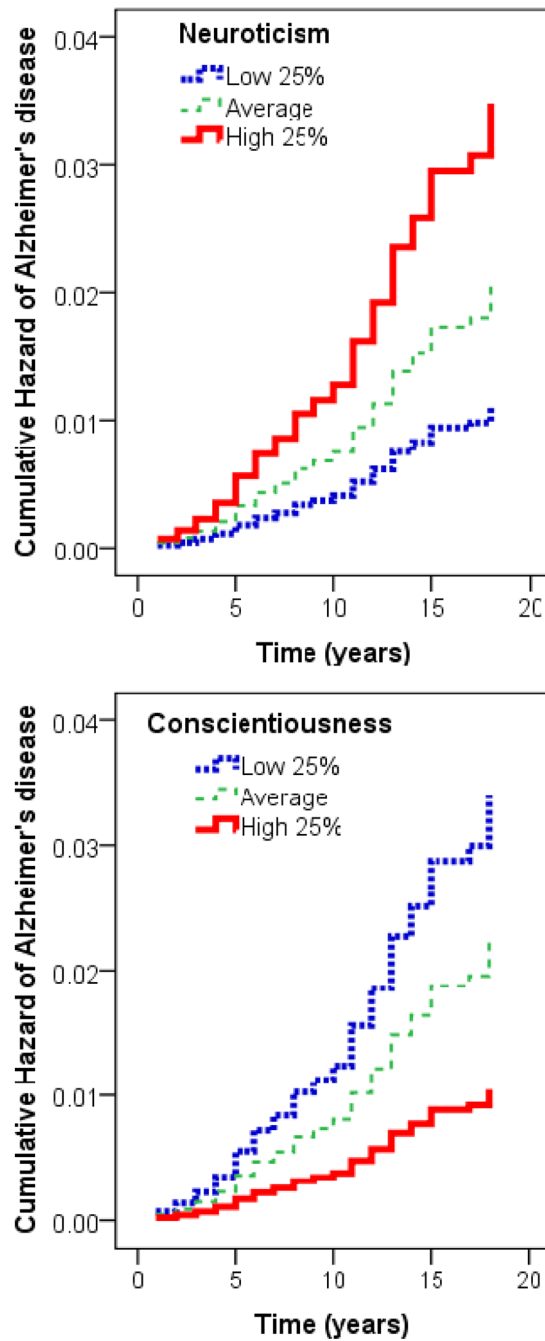 Cumulative Hazard of Alzheimer's disease
0.04
0.03
0.02
0.01
0.00
Neuroticism
Low 25%
Average
High 25%
0 5 10 15 20
Time (years)
Cumulative Hazard of Alzheimer's disease
0.04
0.03
0.02
0.01
0.00
Conscientiousness
Low 25%
Average
High 25%
0 5 10 15 20
Time (years)